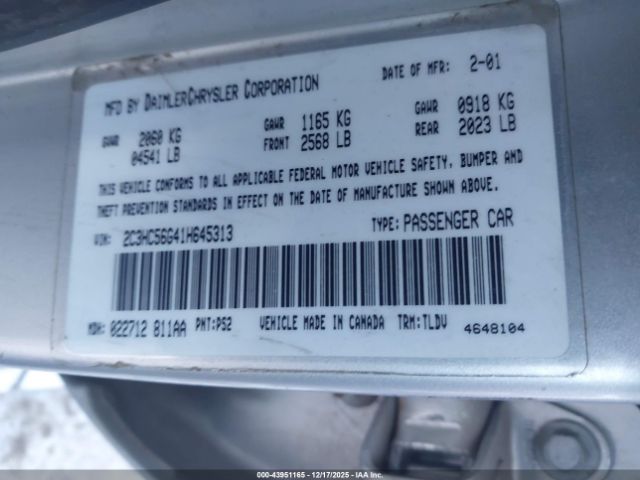 MFD BY DAIMLERCHRYSLER CORPORATION DATE OF MFR: 2-01
GVWR 2060 KG GAWR 1165 KG GAWR 0918 KG
04541 LB FRONT 2568 LB REAR 2023 LB
THIS VEHICLE CONFORMS TO ALL APPLICABLE FEDERAL MOTOR VEHICLE SAFETY, BUMPER AND
THEFT PREVENTION STANDARDS IN EFFECT ON THE DATE OF MANUFACTURE SHOWN ABOVE.
VIN: 2C3HC56G41H645313 TYPE: PASSENGER CAR
MDH: 022712 811AA PNT:PS2 VEHICLE MADE IN CANADA TRM:TLDV 4648104
000-43951165 - 12/17/2025 - IAAI.COM